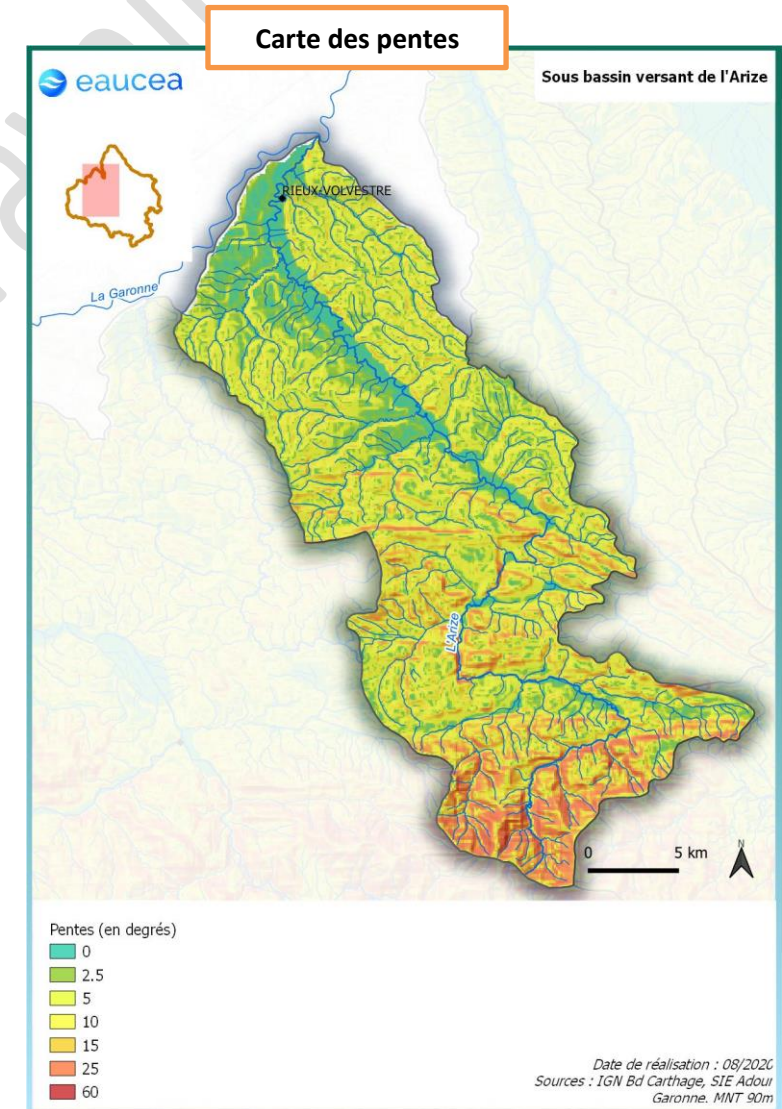 Carte des pentes
eaucea
Sous bassin versant de l'Arize
RIEUX-VOLVESTRE
La Garonne
L'Arize
0 5 km
N
Pentes (en degrés)
0
2.5
5
10
15
25
60
Date de réalisation : 08/2020
Sources : IGN Bd Carthage, SIE Adour
Garonne, MNT 90m